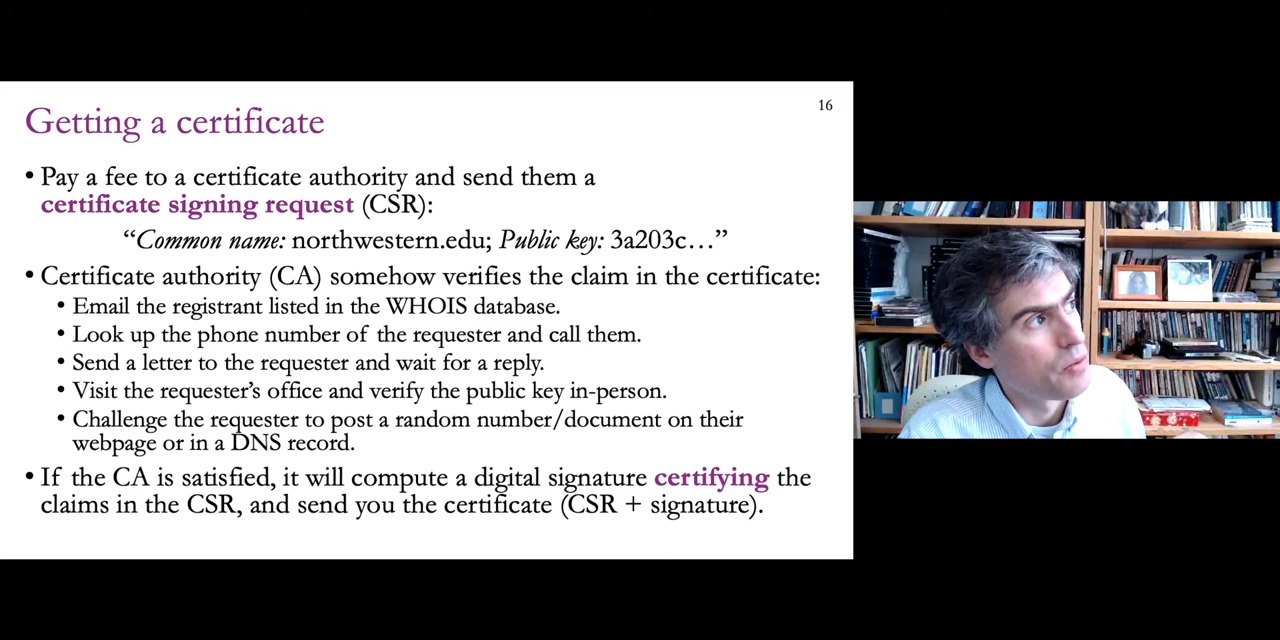 16
Getting a certificate
• Pay a fee to a certificate authority and send them a
certificate signing request (CSR):
“Common name: northwestern.edu; Public key: 3a203c…”
• Certificate authority (CA) somehow verifies the claim in the certificate:
• Email the registrant listed in the WHOIS database.
• Look up the phone number of the requester and call them.
• Send a letter to the requester and wait for a reply.
• Visit the requester’s office and verify the public key in-person.
• Challenge the requester to post a random number/document on their
webpage or in a DNS record.
• If the CA is satisfied, it will compute a digital signature certifying the
claims in the CSR, and send you the certificate (CSR + signature).